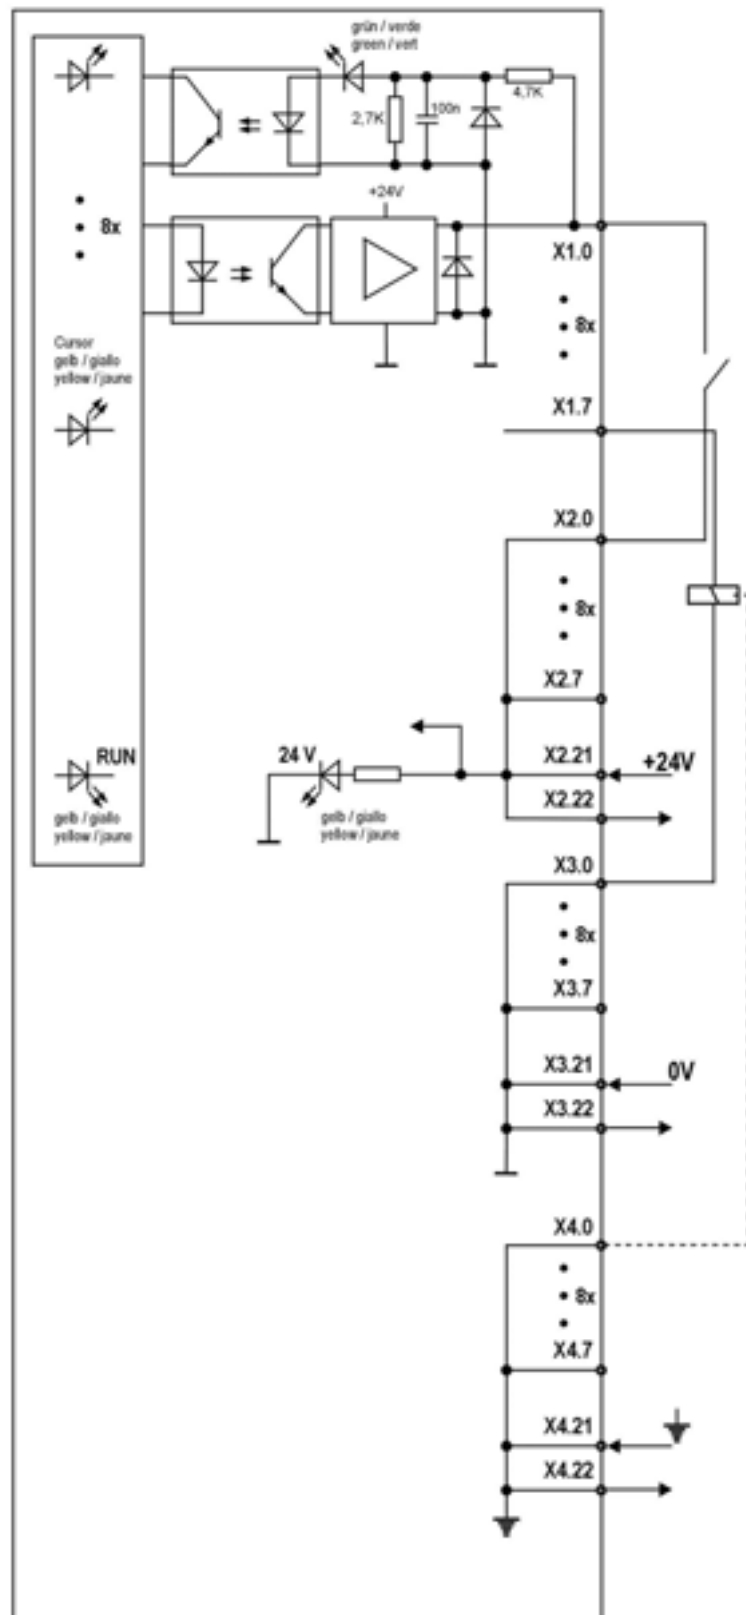 grün / verde
green / vert
4,7K
2,7K
100n
+24V
8x
X1.0
8x
Cursor
gelb / giallo
yellow / jaune
X1.7
X2.0
8x
X2.7
RUN
24 V
X2.21
+24V
X2.22
gelb / giallo
yellow / jaune
gelb / giallo
yellow / jaune
X3.0
8x
X3.7
X3.21
0V
X3.22
X4.0
8x
X4.7
X4.21
X4.22